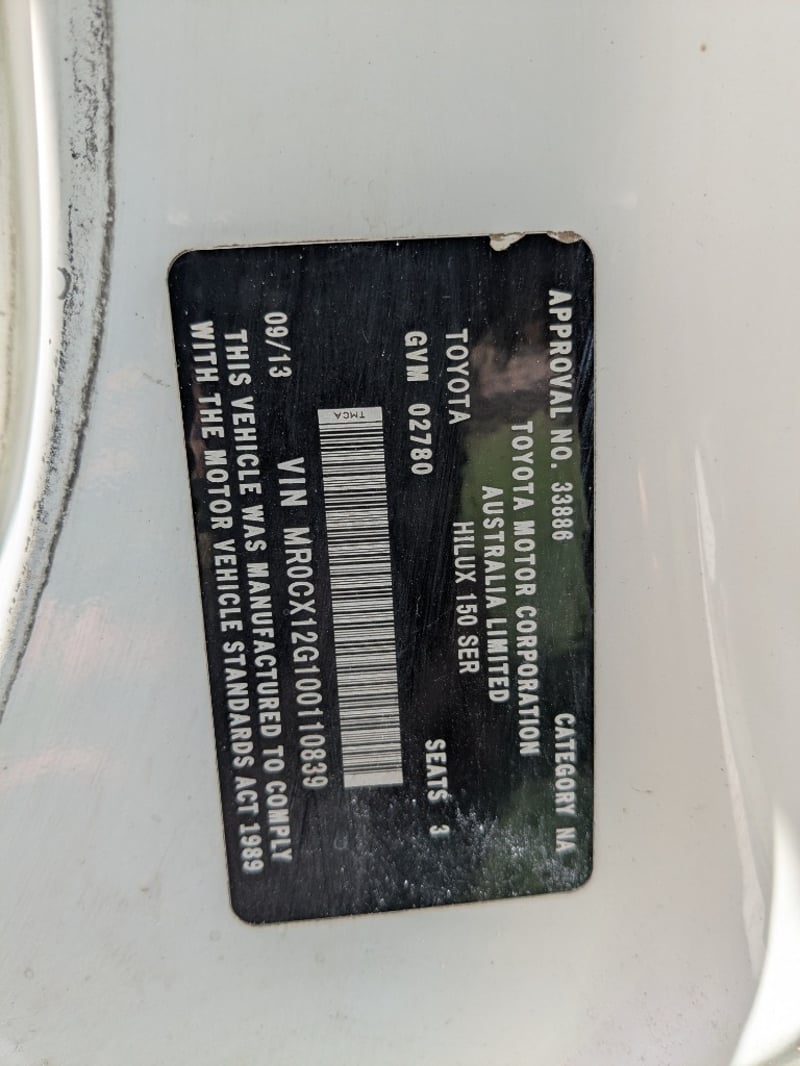 APPROVAL NO. 33886 CATEGORY NA
TOYOTA MOTOR CORPORATION
AUSTRALIA LIMITED
TOYOTA HILUX 150 SER
GVM 02780 SEATS 3
TMCA
VIN MR0CX12G100110839
09/13
THIS VEHICLE WAS MANUFACTURED TO COMPLY
WITH THE MOTOR VEHICLE STANDARDS ACT 1989